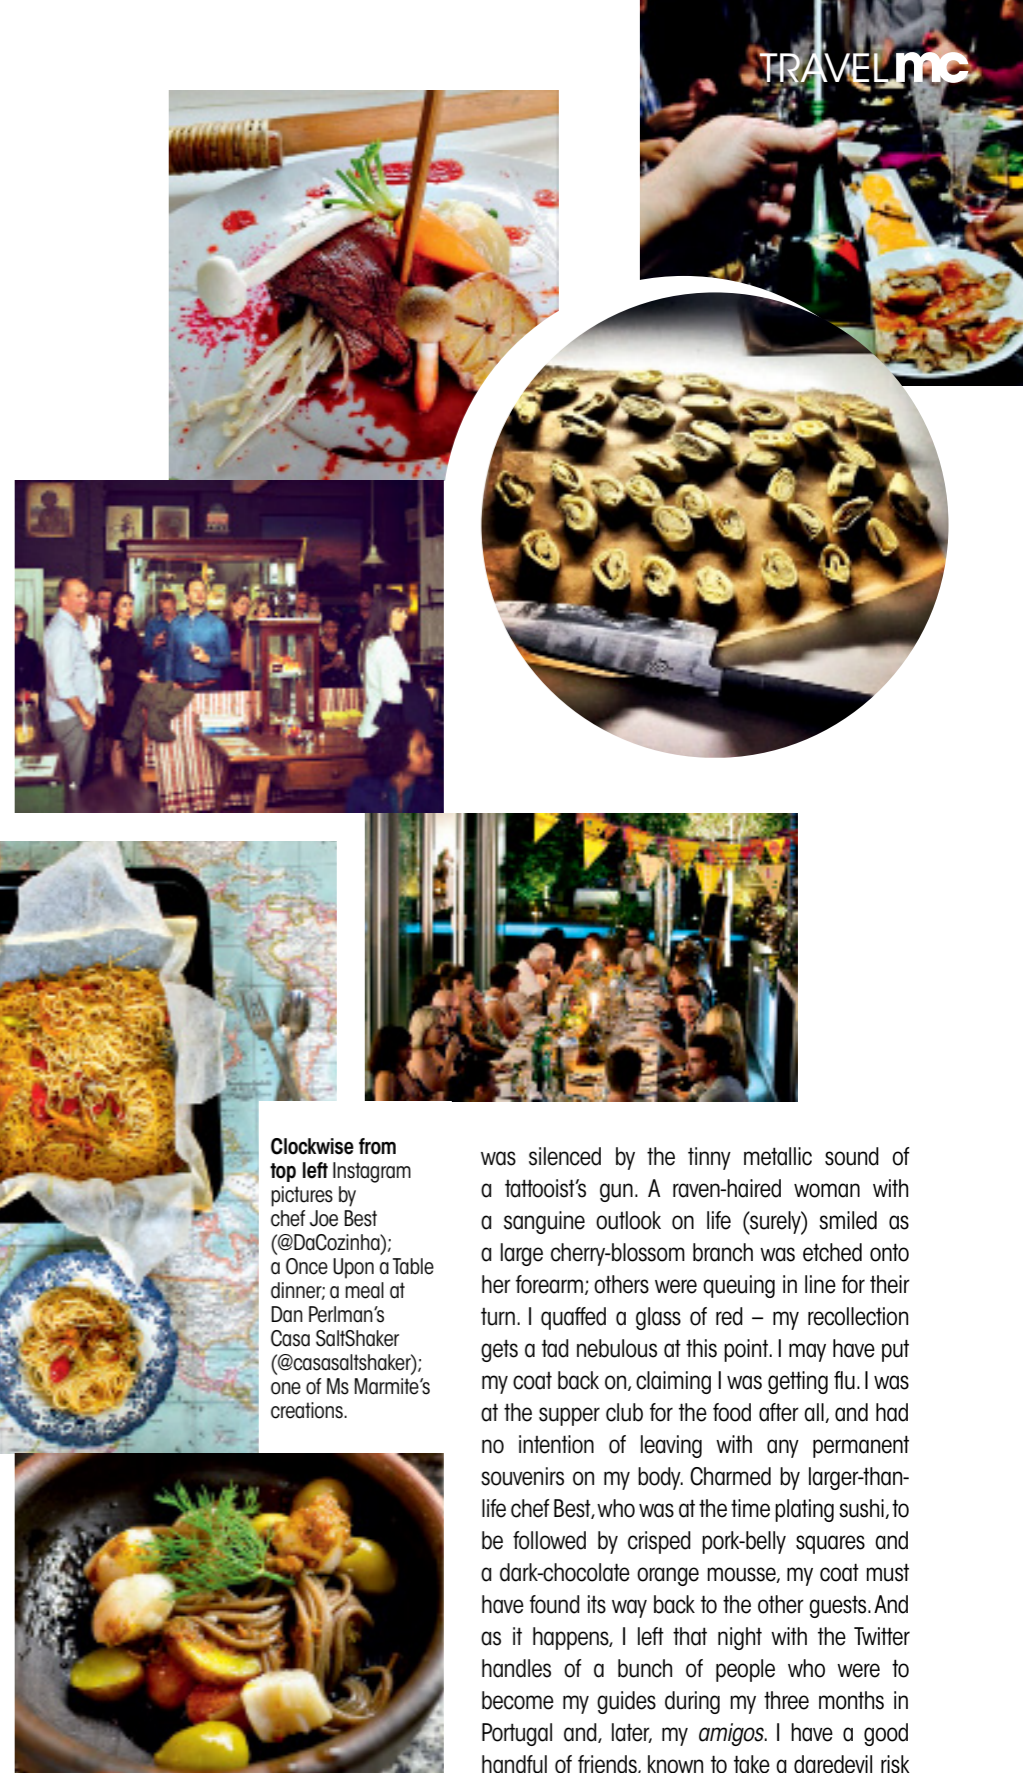 TRAVEL mc
Clockwise from
top left Instagram
pictures by
chef Joe Best
(@DaCozinha);
a Once Upon a Table
dinner; a meal at
Dan Perlman's
Casa SaltShaker
(@casasaltshaker);
one of Ms Marmite's
creations.
was silenced by the tinny metallic sound of
a tattooist's gun. A raven-haired woman with
a sanguine outlook on life (surely) smiled as
a large cherry-blossom branch was etched onto
her forearm; others were queuing in line for their
turn. I quaffed a glass of red – my recollection
gets a tad nebulous at this point. I may have put
my coat back on, claiming I was getting flu. I was
at the supper club for the food after all, and had
no intention of leaving with any permanent
souvenirs on my body. Charmed by larger-than-
life chef Best, who was at the time plating sushi, to
be followed by crisped pork-belly squares and
a dark-chocolate orange mousse, my coat must
have found its way back to the other guests. And
as it happens, I left that night with the Twitter
handles of a bunch of people who were to
become my guides during my three months in
Portugal and, later, my amigos. I have a good
handful of friends, known to take a daredevil risk